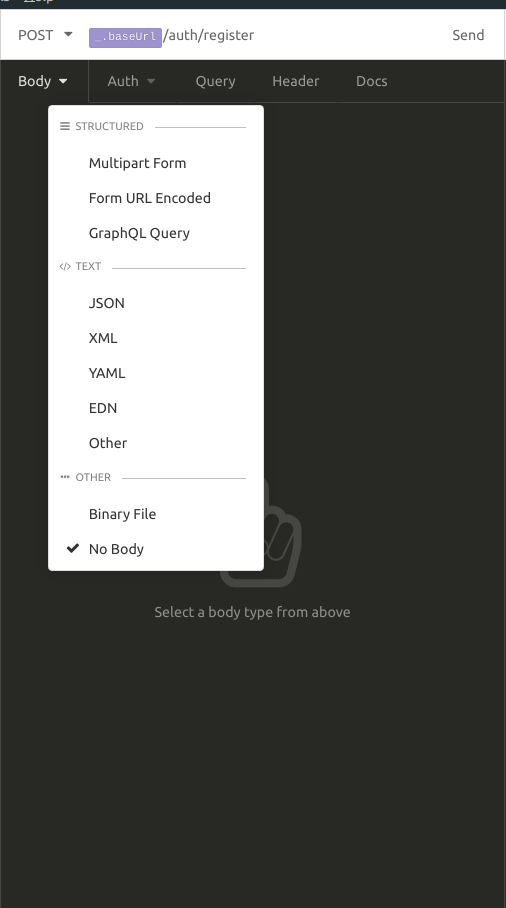 POST _.baseUrl/auth/register Send
Body Auth Query Header Docs
STRUCTURED
Multipart Form
Form URL Encoded
GraphQL Query
</> TEXT
JSON
XML
YAML
EDN
Other
OTHER
Binary File
No Body
Select a body type from above